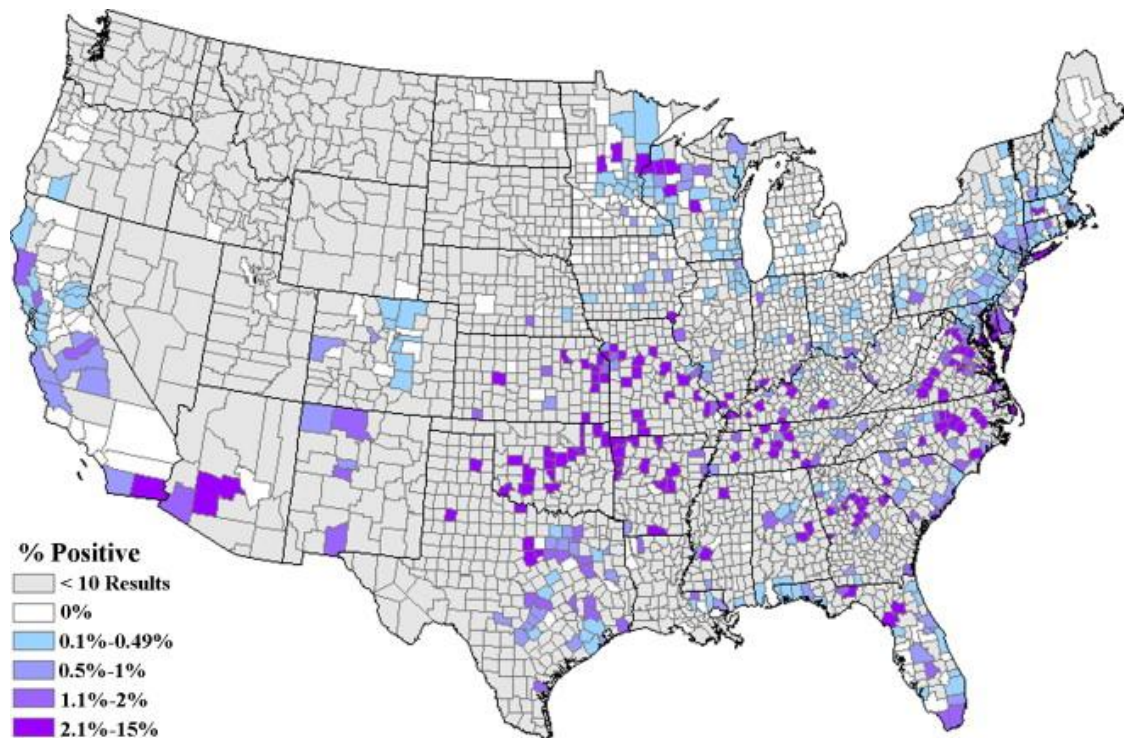 % Positive
< 10 Results
0%
0.1%-0.49%
0.5%-1%
1.1%-2%
2.1%-15%